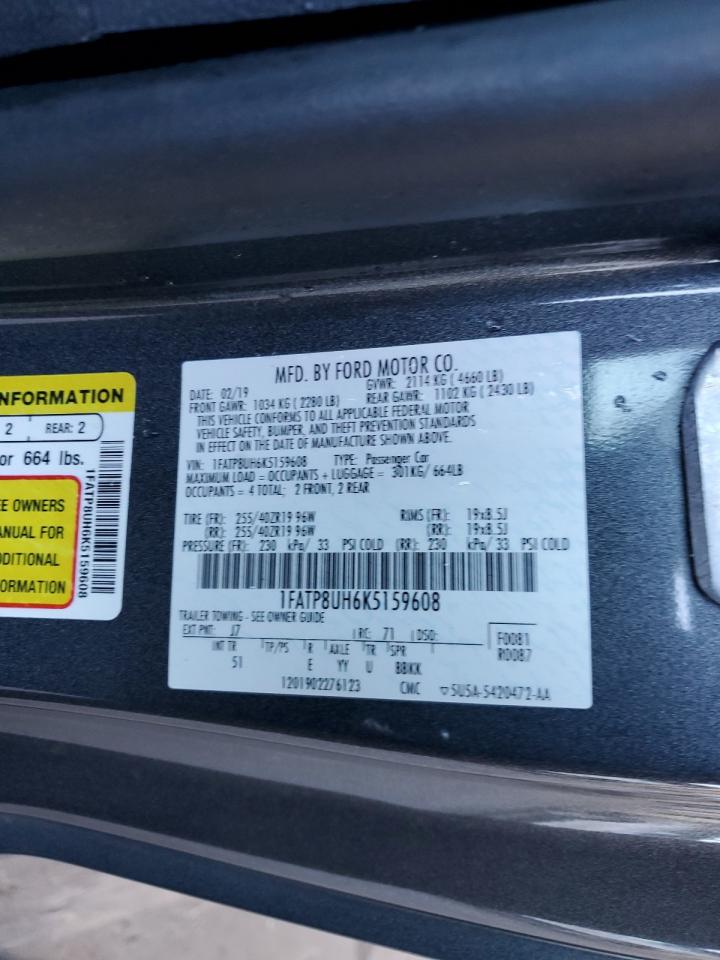 MFD. BY FORD MOTOR CO.
DATE: 02/19 GVWR: 2114 KG ( 4660 LB)
FRONT GAWR: 1034 KG ( 2280 LB) REAR GAWR: 1102 KG ( 2430 LB)
THIS VEHICLE CONFORMS TO ALL APPLICABLE FEDERAL MOTOR
VEHICLE SAFETY, BUMPER, AND THEFT PREVENTION STANDARDS
IN EFFECT ON THE DATE OF MANUFACTURE SHOWN ABOVE.
VIN: 1FATP8UH6K5159608 TYPE: Passenger Car
MAXIMUM LOAD = OCCUPANTS + LUGGAGE = 301KG/ 664LB
OCCUPANTS = 4 TOTAL; 2 FRONT, 2 REAR
TIRE (FR): 255/40ZR19 96W RIMS (FR): 19x8.5J
(RR): 255/40ZR19 96W (RR): 19x8.5J
PRESSURE (FR): 230 kPa/ 33 PSI COLD (RR): 230 kPa/ 33 PSI COLD
1FATP8UH6K5159608
TRAILER TOWING - SEE OWNER GUIDE
EXT PNT: J7 RC: 71 DSO: F0081
INT TR TP/PS R AXLE TR SPR R0087
51 E YY U BBKK
1201902276123 CMC ▽5U5A-5420472-AA
INFORMATION
2 REAR: 2
or 664 lbs.
EE OWNERS
ANUAL FOR
DDITIONAL
FORMATION
1FATP8UH6K5159608